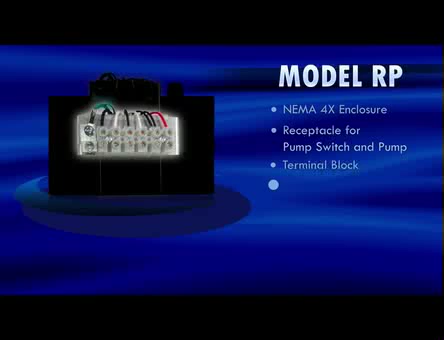 MODEL RP
NEMA 4X Enclosure
Receptacle for
Pump Switch and Pump
Terminal Block